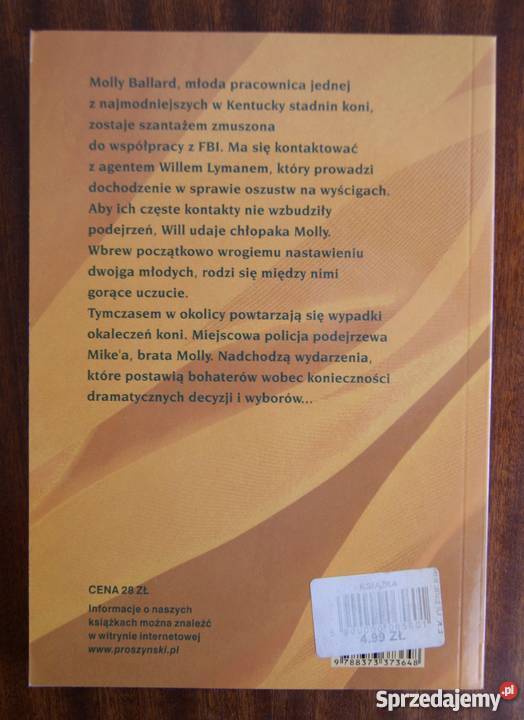 Molly Ballard, młoda pracownica jednej
z najmodniejszych w Kentucky stadnin koni,
zostaje szantażem zmuszona
do współpracy z FBI. Ma się kontaktować
z agentem Willem Lymanem, który prowadzi
dochodzenie w sprawie oszustw na wyścigach.
Aby ich częste kontakty nie wzbudziły
podejrzeń, Will udaje chłopaka Molly.
Wbrew początkowo wrogiemu nastawieniu
dwojga młodych, rodzi się między nimi
gorące uczucie.
Tymczasem w okolicy powtarzają się wypadki
okaleczeń koni. Miejscowa policja podejrzewa
Mike'a, brata Molly. Nadchodzą wydarzenia,
które postawią bohaterów wobec konieczności
dramatycznych decyzji i wyborów...
CENA 28 ZŁ
Informacje o naszych
książkach można znaleźć
w witrynie internetowej
www.proszynski.pl
KSIĄŻKA
4.99 ZŁ
9 788373 373648
Sprzedajemy.pl